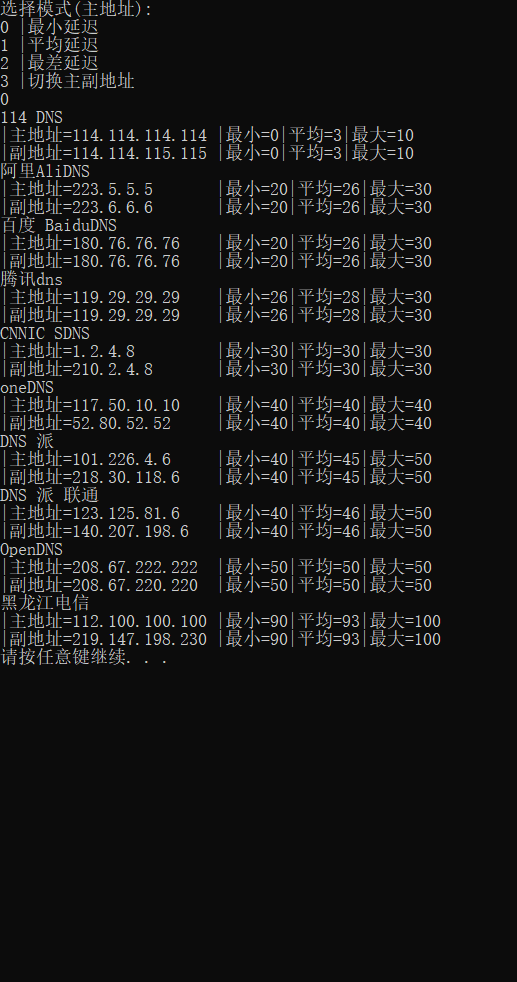 选择模式(主地址):
0 |最小延迟
1 |平均延迟
2 |最差延迟
3 |切换主副地址
0
114 DNS
|主地址=114.114.114.114 |最小=0|平均=3|最大=10
|副地址=114.114.115.115 |最小=0|平均=3|最大=10
阿里AliDNS
|主地址=223.5.5.5       |最小=20|平均=26|最大=30
|副地址=223.6.6.6       |最小=20|平均=26|最大=30
百度 BaiduDNS
|主地址=180.76.76.76    |最小=20|平均=26|最大=30
|副地址=180.76.76.76    |最小=20|平均=26|最大=30
腾讯dns
|主地址=119.29.29.29    |最小=26|平均=28|最大=30
|副地址=119.29.29.29    |最小=26|平均=28|最大=30
CNNIC SDNS
|主地址=1.2.4.8         |最小=30|平均=30|最大=30
|副地址=210.2.4.8       |最小=30|平均=30|最大=30
oneDNS
|主地址=117.50.10.10    |最小=40|平均=40|最大=40
|副地址=52.80.52.52     |最小=40|平均=40|最大=40
DNS 派
|主地址=101.226.4.6     |最小=40|平均=45|最大=50
|副地址=218.30.118.6    |最小=40|平均=45|最大=50
DNS 派 联通
|主地址=123.125.81.6    |最小=40|平均=46|最大=50
|副地址=140.207.198.6   |最小=40|平均=46|最大=50
OpenDNS
|主地址=208.67.222.222  |最小=50|平均=50|最大=50
|副地址=208.67.220.220  |最小=50|平均=50|最大=50
黑龙江电信
|主地址=112.100.100.100 |最小=90|平均=93|最大=100
|副地址=219.147.198.230 |最小=90|平均=93|最大=100
请按任意键继续. . .